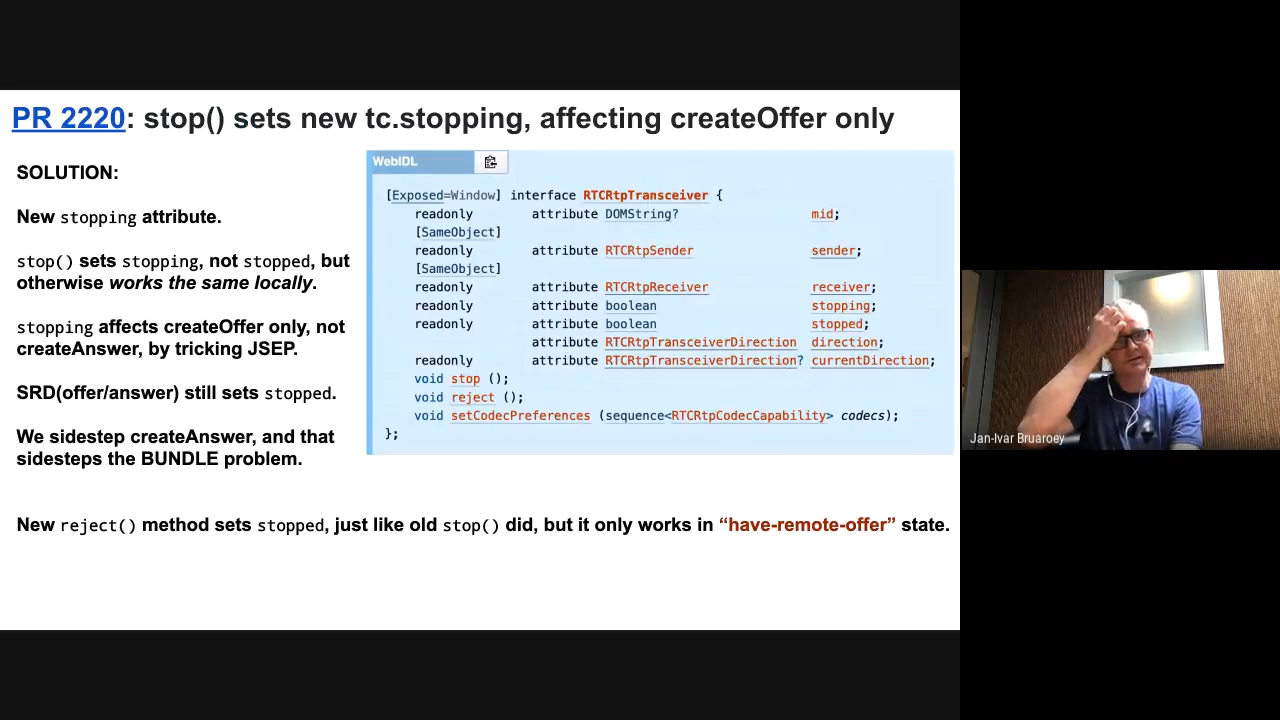 PR 2220: stop() sets new tc.stopping, affecting createOffer only
SOLUTION:
New stopping attribute.
stop() sets stopping, not stopped, but
otherwise works the same locally.
stopping affects createOffer only, not
createAnswer, by tricking JSEP.
SRD(offer/answer) still sets stopped.
We sidestep createAnswer, and that
sidesteps the BUNDLE problem.
WebIDL
[Exposed=Window] interface RTCRtpTransceiver {
readonly attribute DOMString? mid;
[SameObject]
readonly attribute RTCRtpSender sender;
[SameObject]
readonly attribute RTCRtpReceiver receiver;
readonly attribute boolean stopping;
readonly attribute boolean stopped;
attribute RTCRtpTransceiverDirection direction;
readonly attribute RTCRtpTransceiverDirection? currentDirection;
void stop ();
void reject ();
void setCodecPreferences (sequence<RTCRtpCodecCapability> codecs);
};
New reject() method sets stopped, just like old stop() did, but it only works in “have-remote-offer” state.
Jan-Ivar Bruaroey